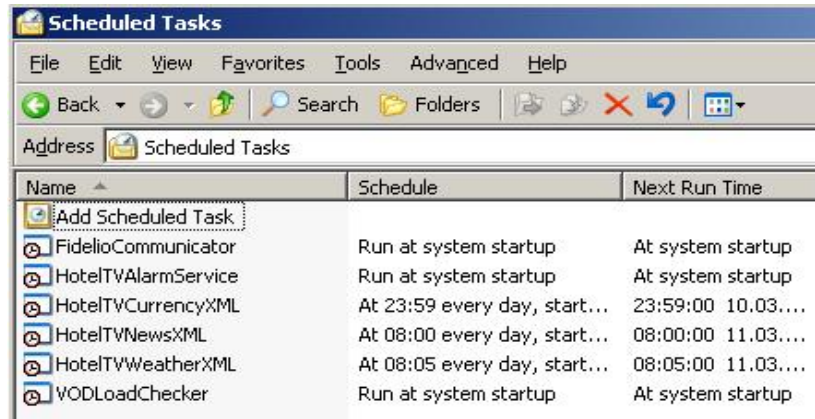 Scheduled Tasks
File Edit View Favorites Tools Advanced Help
Back Search Folders
Address Scheduled Tasks
Name Schedule Next Run Time
Add Scheduled Task
FidelioCommunicator Run at system startup At system startup
HotelTVAlarmService Run at system startup At system startup
HotelTVCurrencyXML At 23:59 every day, start... 23:59:00 10.03....
HotelTVNewsXML At 08:00 every day, start... 08:00:00 11.03....
HotelTVWeatherXML At 08:05 every day, start... 08:05:00 11.03....
VODLoadChecker Run at system startup At system startup